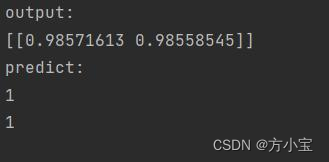 output:
[[0.98571613 0.98558545]]
predict:
1
1
CSDN @方小宝